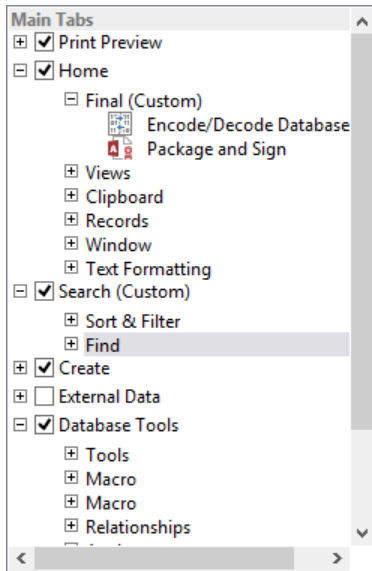 Main Tabs
Print Preview
Home
Final (Custom)
Encode/Decode Database
Package and Sign
Views
Clipboard
Records
Window
Text Formatting
Search (Custom)
Sort & Filter
Find
Create
External Data
Database Tools
Tools
Macro
Macro
Relationships